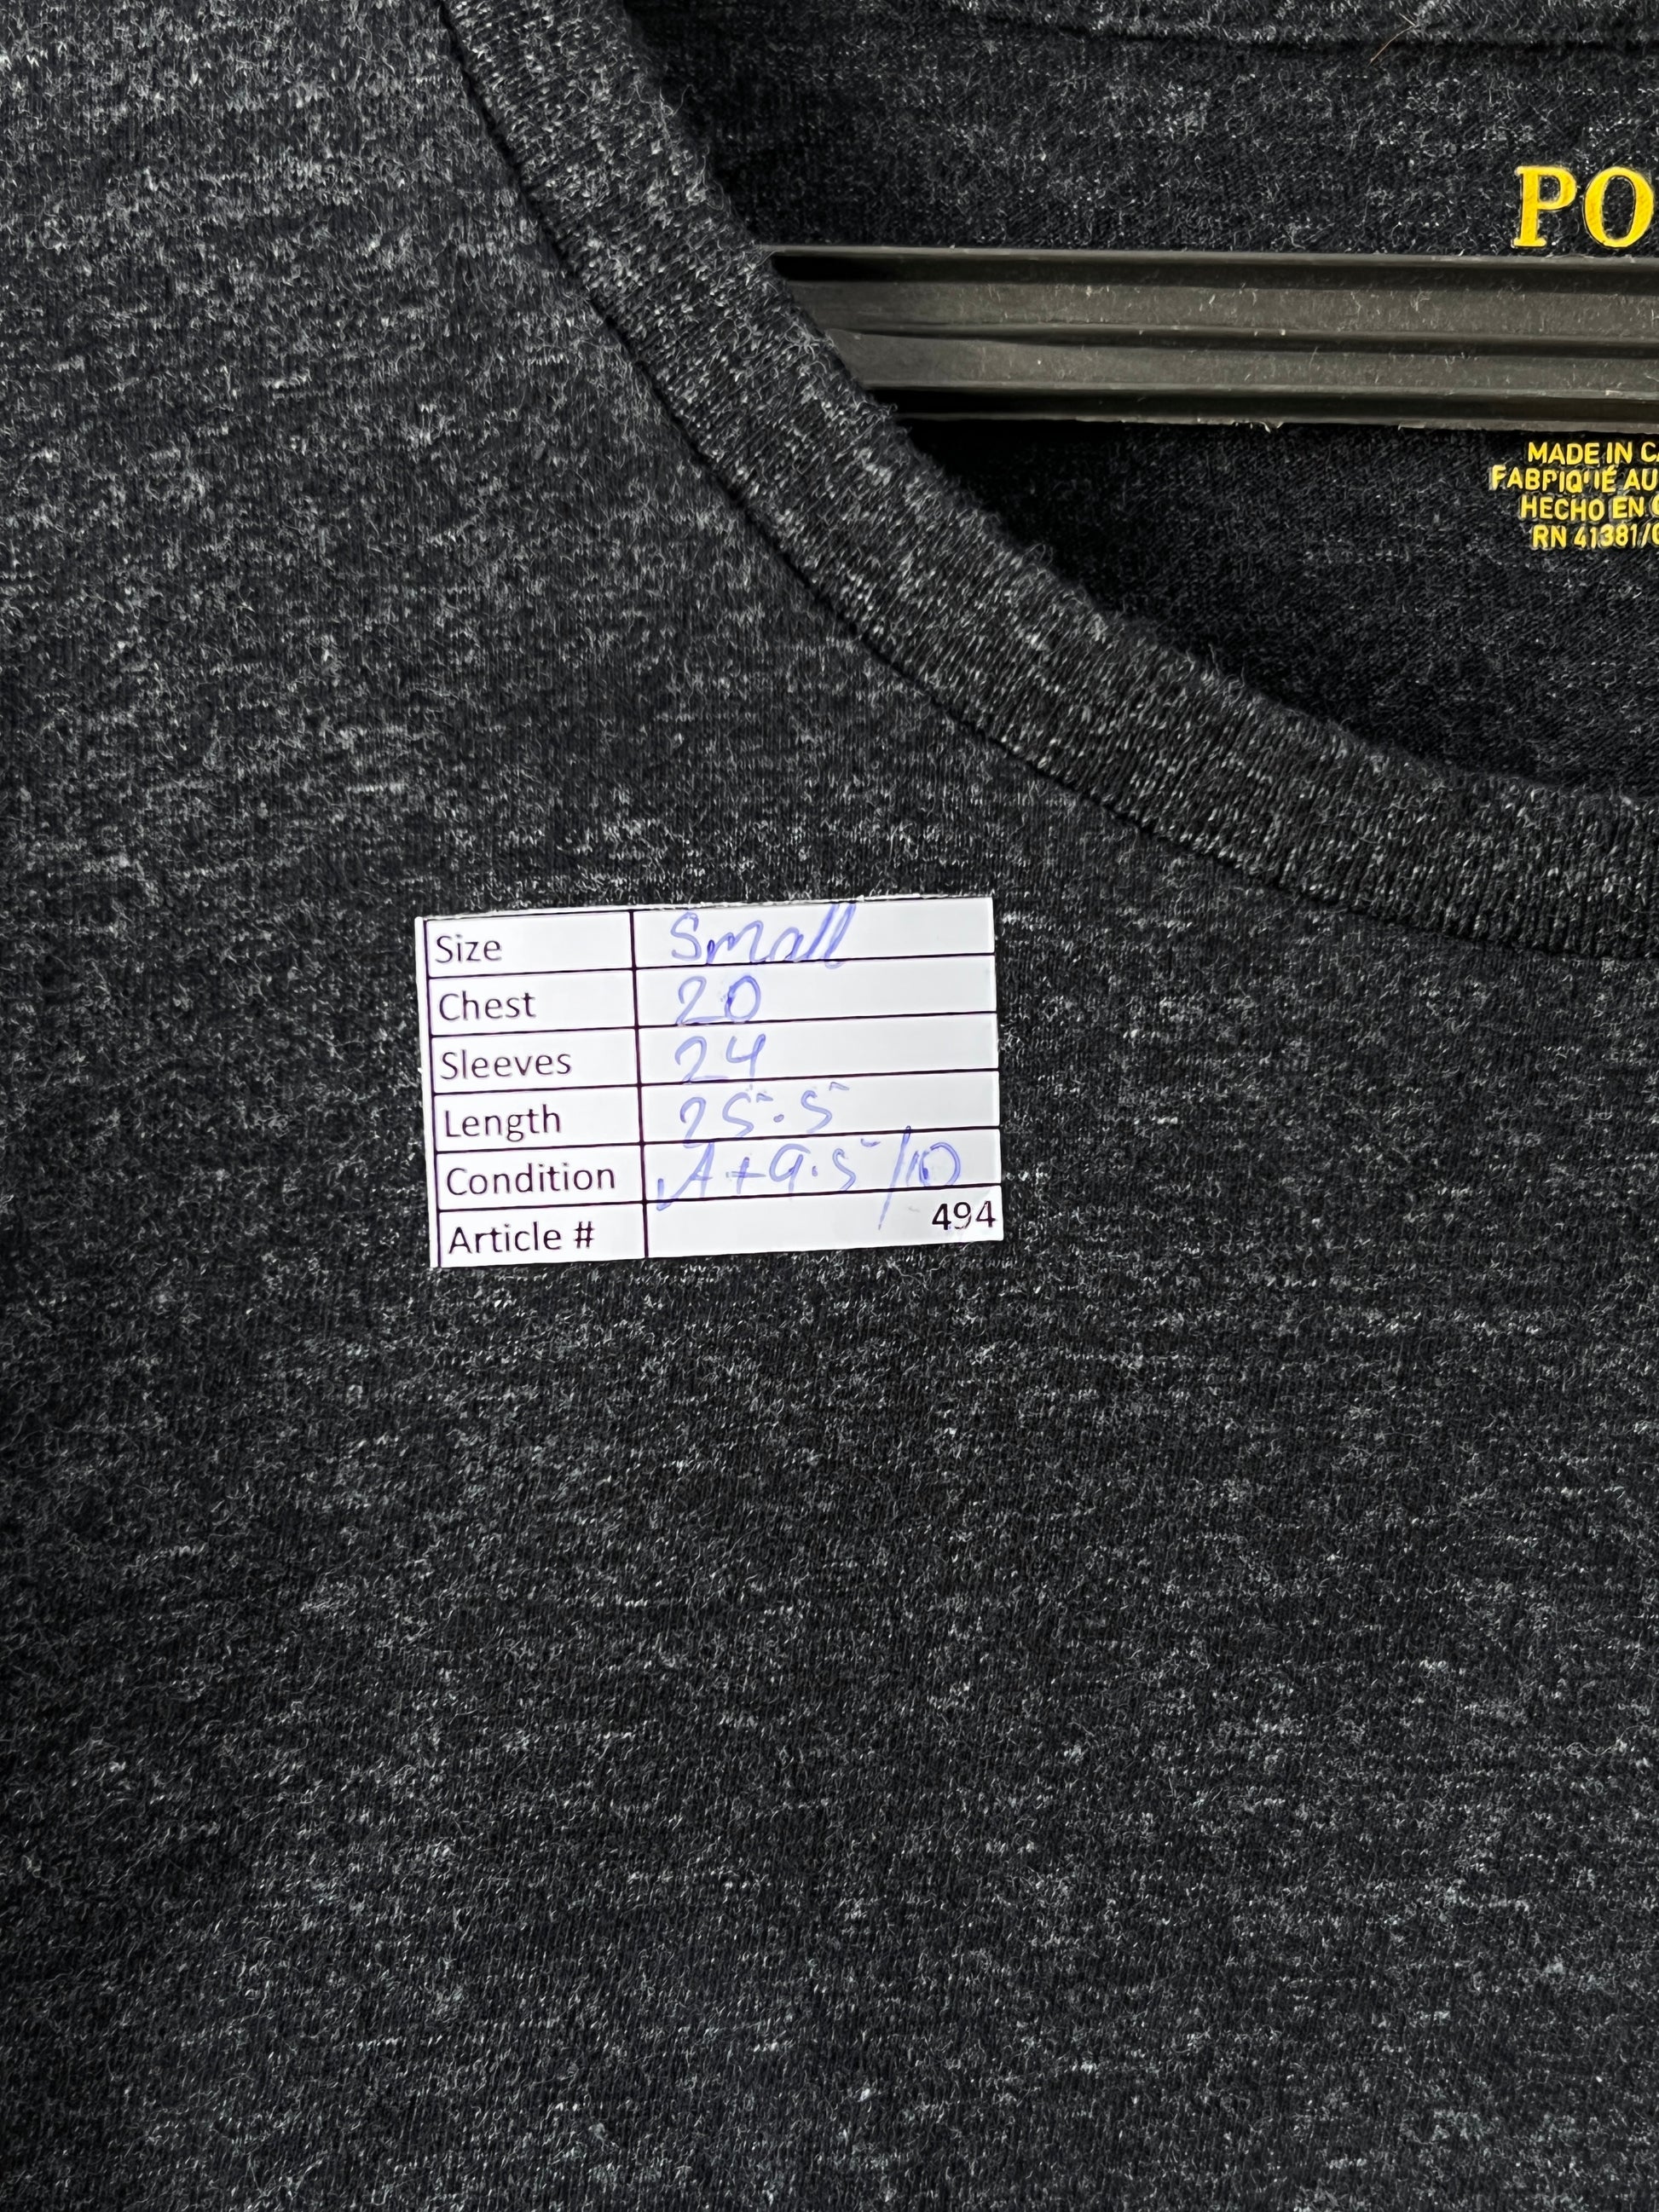 PO
MADE IN CA
FABRIQUÉ AU
HECHO EN
RN 41381/
Size Small
Chest 20
Sleeves 24
Length 25.5
Condition A+ 9.5/10
Article # 494